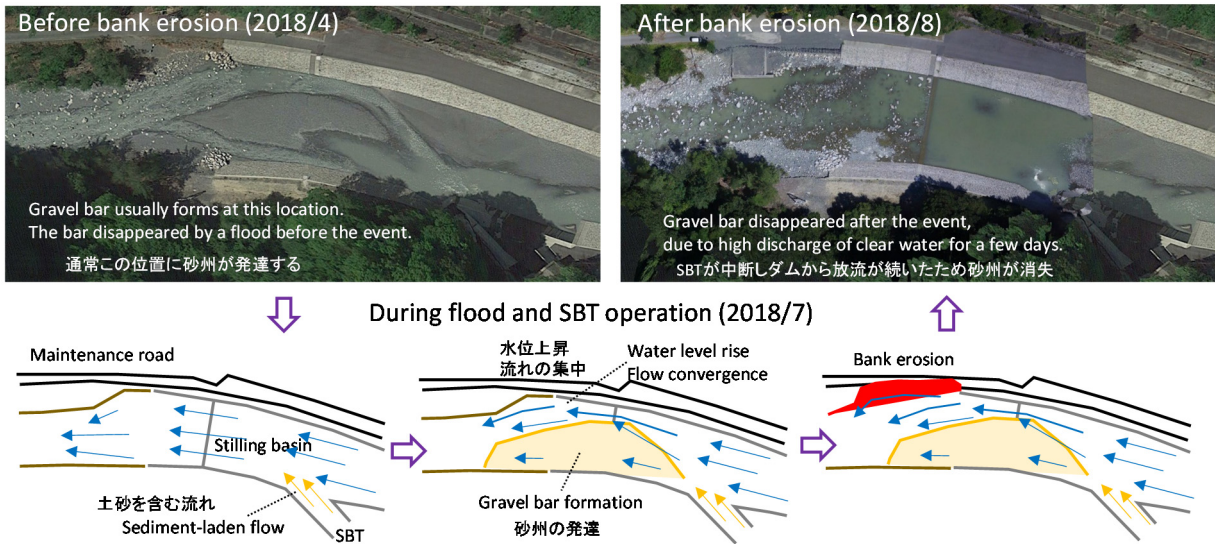 Before bank erosion (2018/4)
Gravel bar usually forms at this location.
The bar disappeared by a flood before the event.
通常この位置に砂州が発達する
After bank erosion (2018/8)
Gravel bar disappeared after the event,
due to high discharge of clear water for a few days.
SBTが中断しダムから放流が続いたため砂州が消失
During flood and SBT operation (2018/7)
Maintenance road
Stilling basin
土砂を含む流れ
Sediment-laden flow
SBT
水位上昇
流れの集中
Water level rise
Flow convergence
Gravel bar formation
砂州の発達
Bank erosion